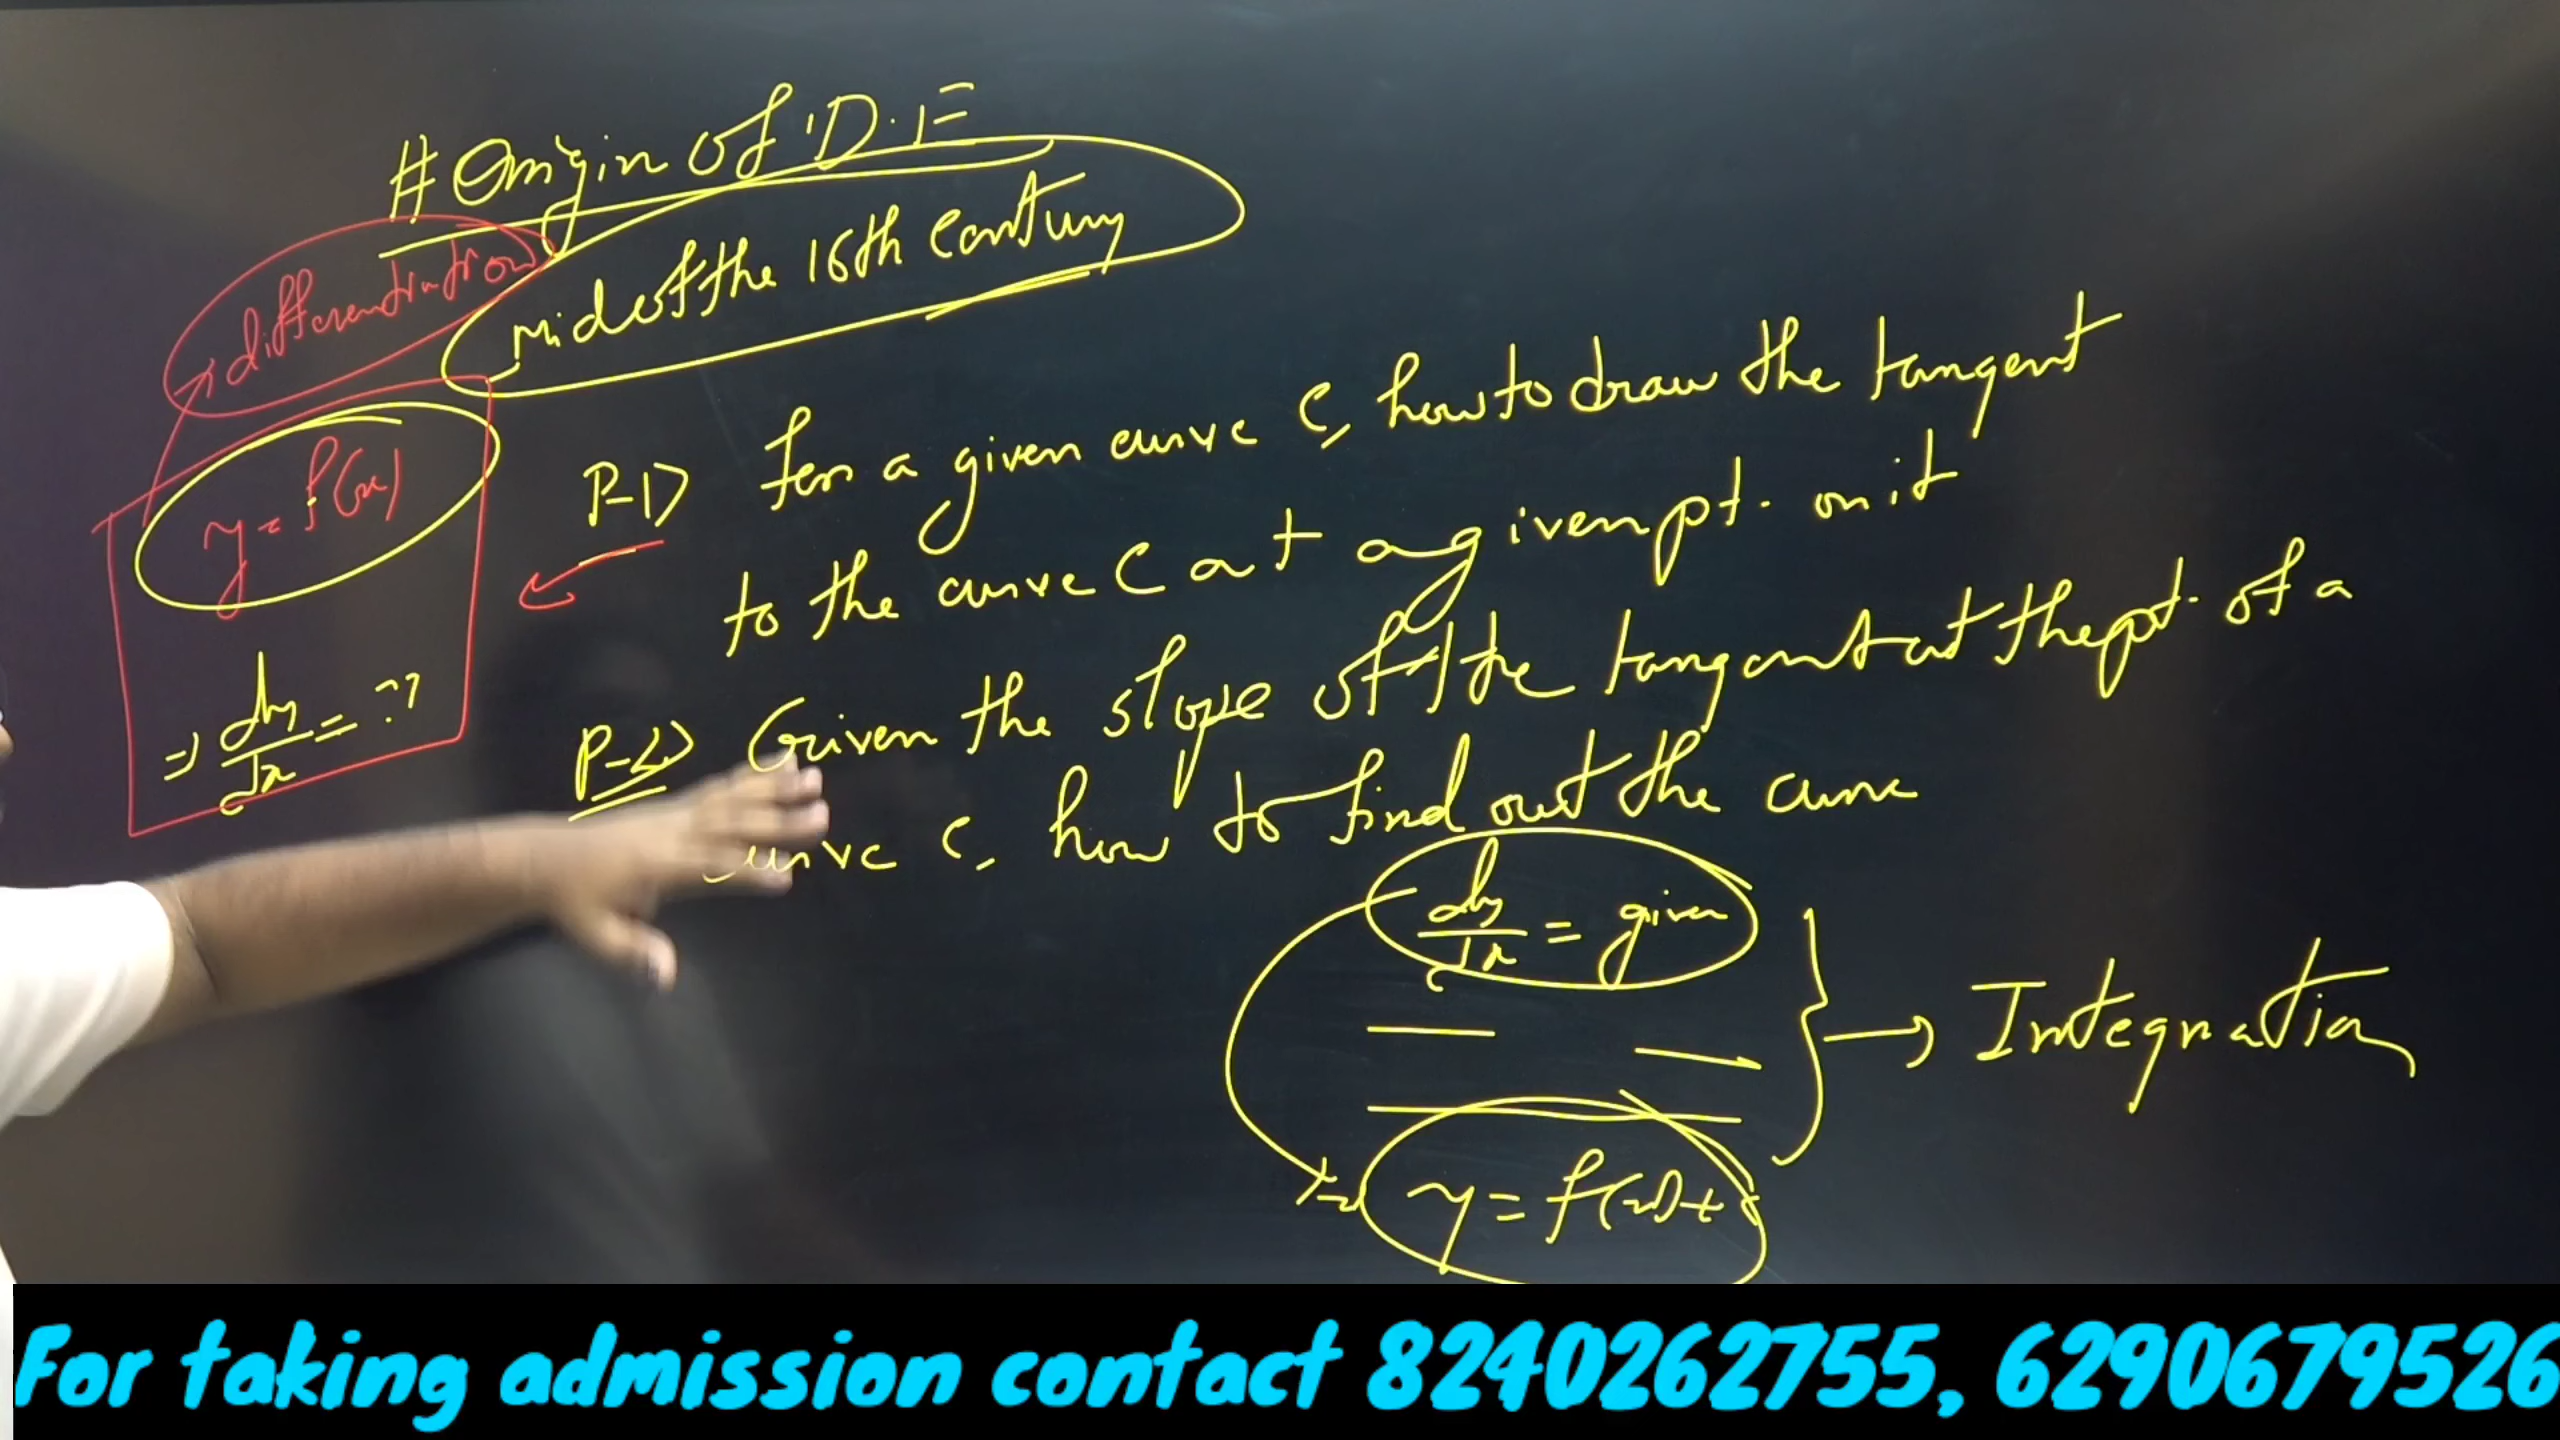 # Origin of D.E
mid of the 16th century
differentiation
y = f(x)
=> dy/dx = ??
P-1> For a given curve C, how to draw the tangent
to the curve C at a given pt. on it
P-2> Given the slope of the tangent at the pt. of a
curve C, how to find out the curve
dy/dx = given
=> y = f(x) + c
→ Integration
For taking admission contact 8240262755, 6290679526